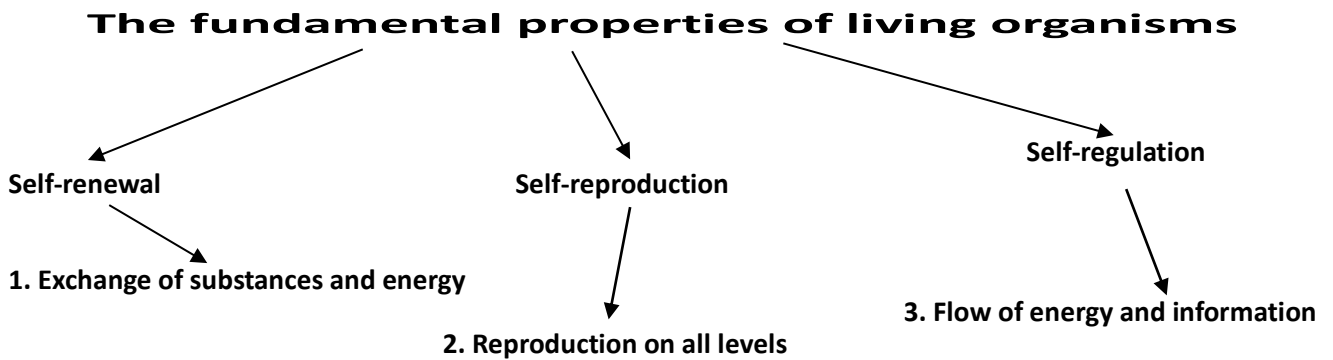 The fundamental properties of living organisms
Self-renewal
Self-reproduction
Self-regulation
1. Exchange of substances and energy
2. Reproduction on all levels
3. Flow of energy and information